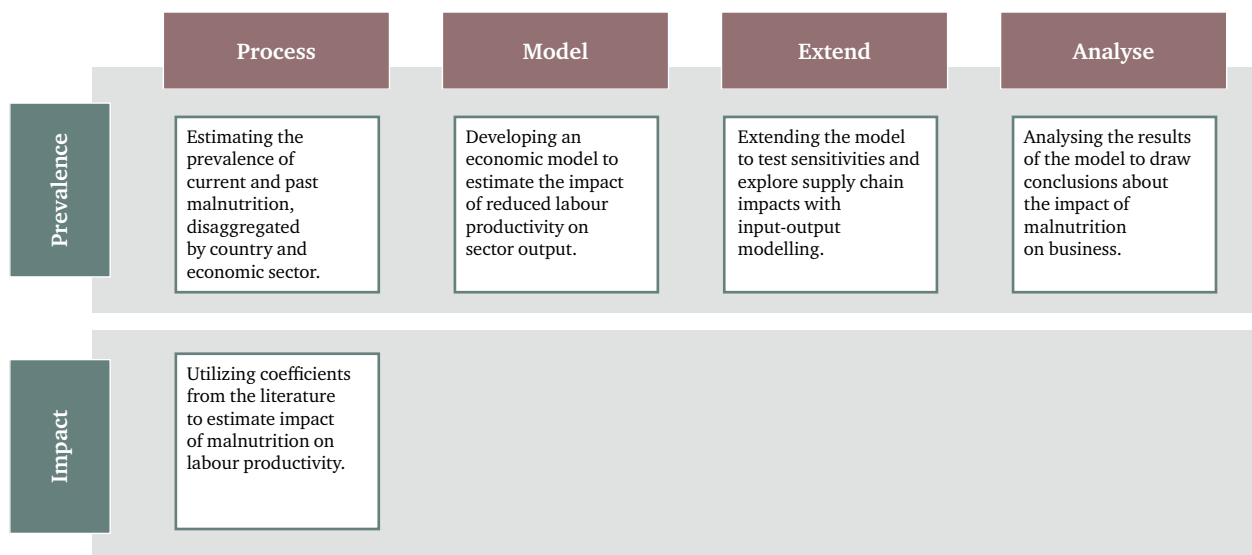 Process
Model
Extend
Analyse
Prevalence
Estimating the
prevalence of
current and past
malnutrition,
disaggregated
by country and
economic sector.
Developing an
economic model to
estimate the impact
of reduced labour
productivity on
sector output.
Extending the model
to test sensitivities and
explore supply chain
impacts with
input-output
modelling.
Analysing the results
of the model to draw
conclusions about
the impact of
malnutrition
on business.
Impact
Utilizing coefficients
from the literature
to estimate impact
of malnutrition on
labour productivity.